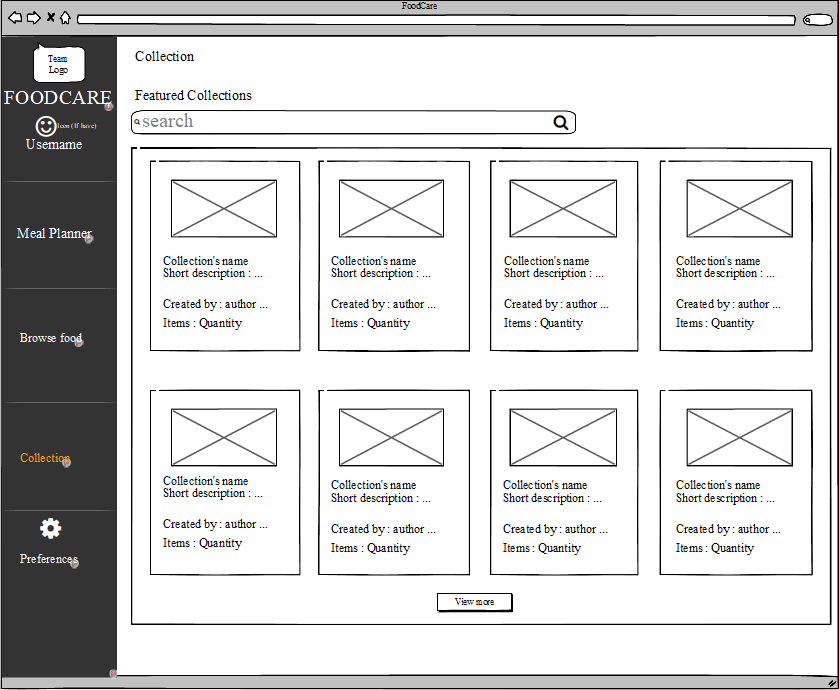 FoodCare
Team
Logo
FOODCARE
Icon (If have)
Username
Meal Planner
Browse food
Collection
Preferences
Collection
Featured Collections
search
Collection's name
Short description : ...
Created by : author ...
Items : Quantity
Collection's name
Short description : ...
Created by : author ...
Items : Quantity
Collection's name
Short description : ...
Created by : author ...
Items : Quantity
Collection's name
Short description : ...
Created by : author ...
Items : Quantity
Collection's name
Short description : ...
Created by : author ...
Items : Quantity
Collection's name
Short description : ...
Created by : author ...
Items : Quantity
Collection's name
Short description : ...
Created by : author ...
Items : Quantity
Collection's name
Short description : ...
Created by : author ...
Items : Quantity
View more